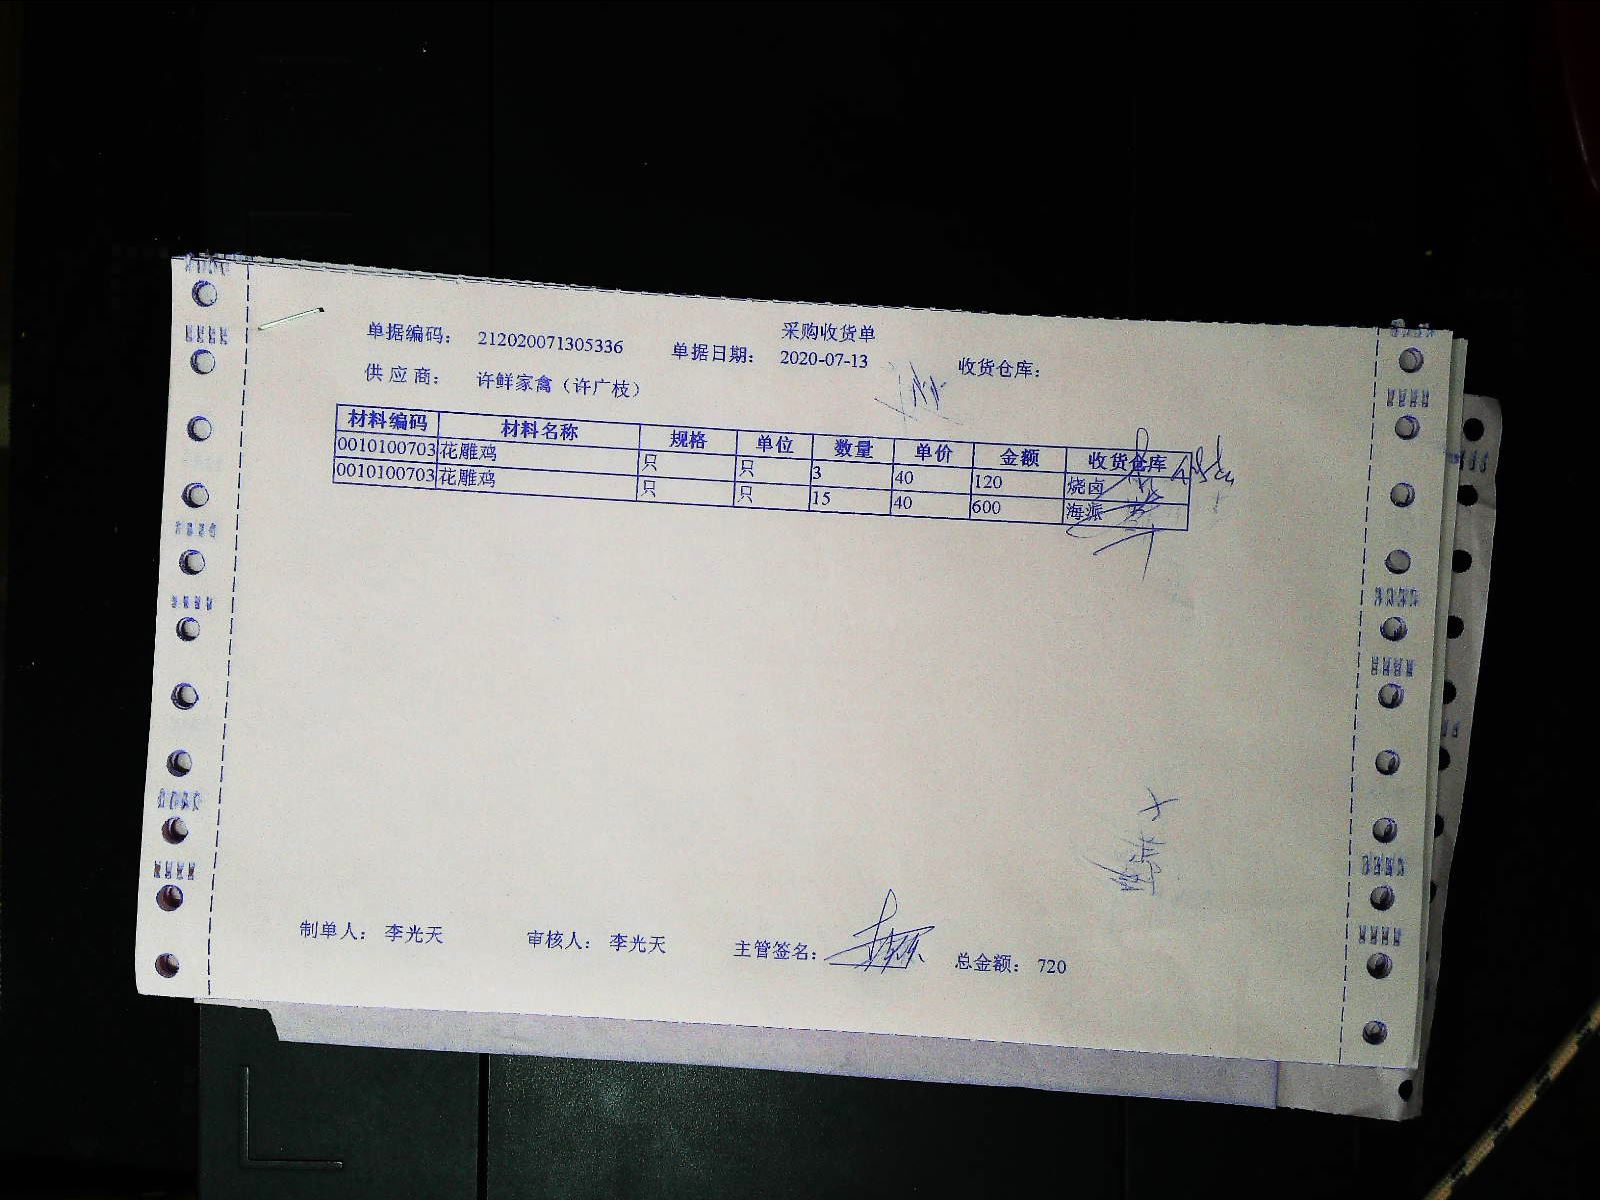 采购收货单
单据编码： 212020071305336 单据日期： 2020-07-13 收货仓库：
供应商： 许鲜家禽（许广枝）
材料编码 材料名称 规格 单位 数量 单价 金额 收货仓库
0010100703 花雕鸡 只 只 3 40 120 烧卤
0010100703 花雕鸡 只 只 15 40 600 海派
制单人： 李光天 审核人： 李光天 主管签名： 总金额： 720